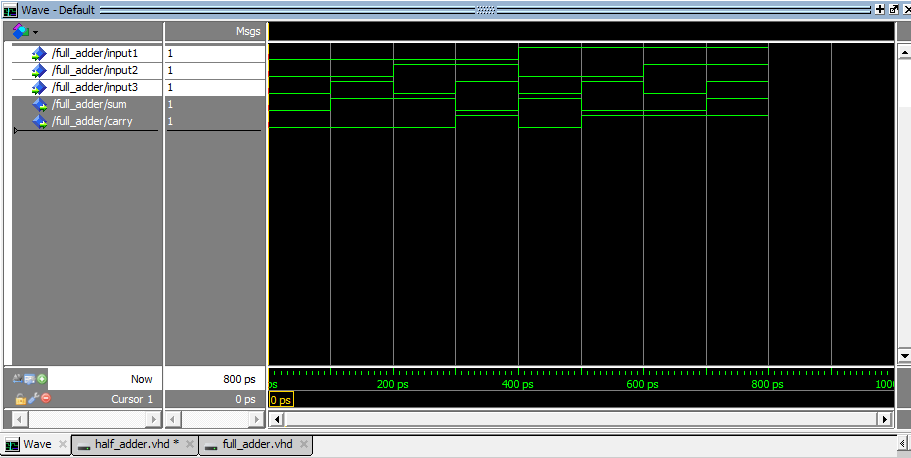 Wave - Default
Msgs
/full_adder/input1 1
/full_adder/input2 1
/full_adder/input3 1
/full_adder/sum 1
/full_adder/carry 1
Now 800 ps ps 200 ps 400 ps 600 ps 800 ps 1000
Cursor 1 0 ps 0 ps
Wave half_adder.vhd * full_adder.vhd